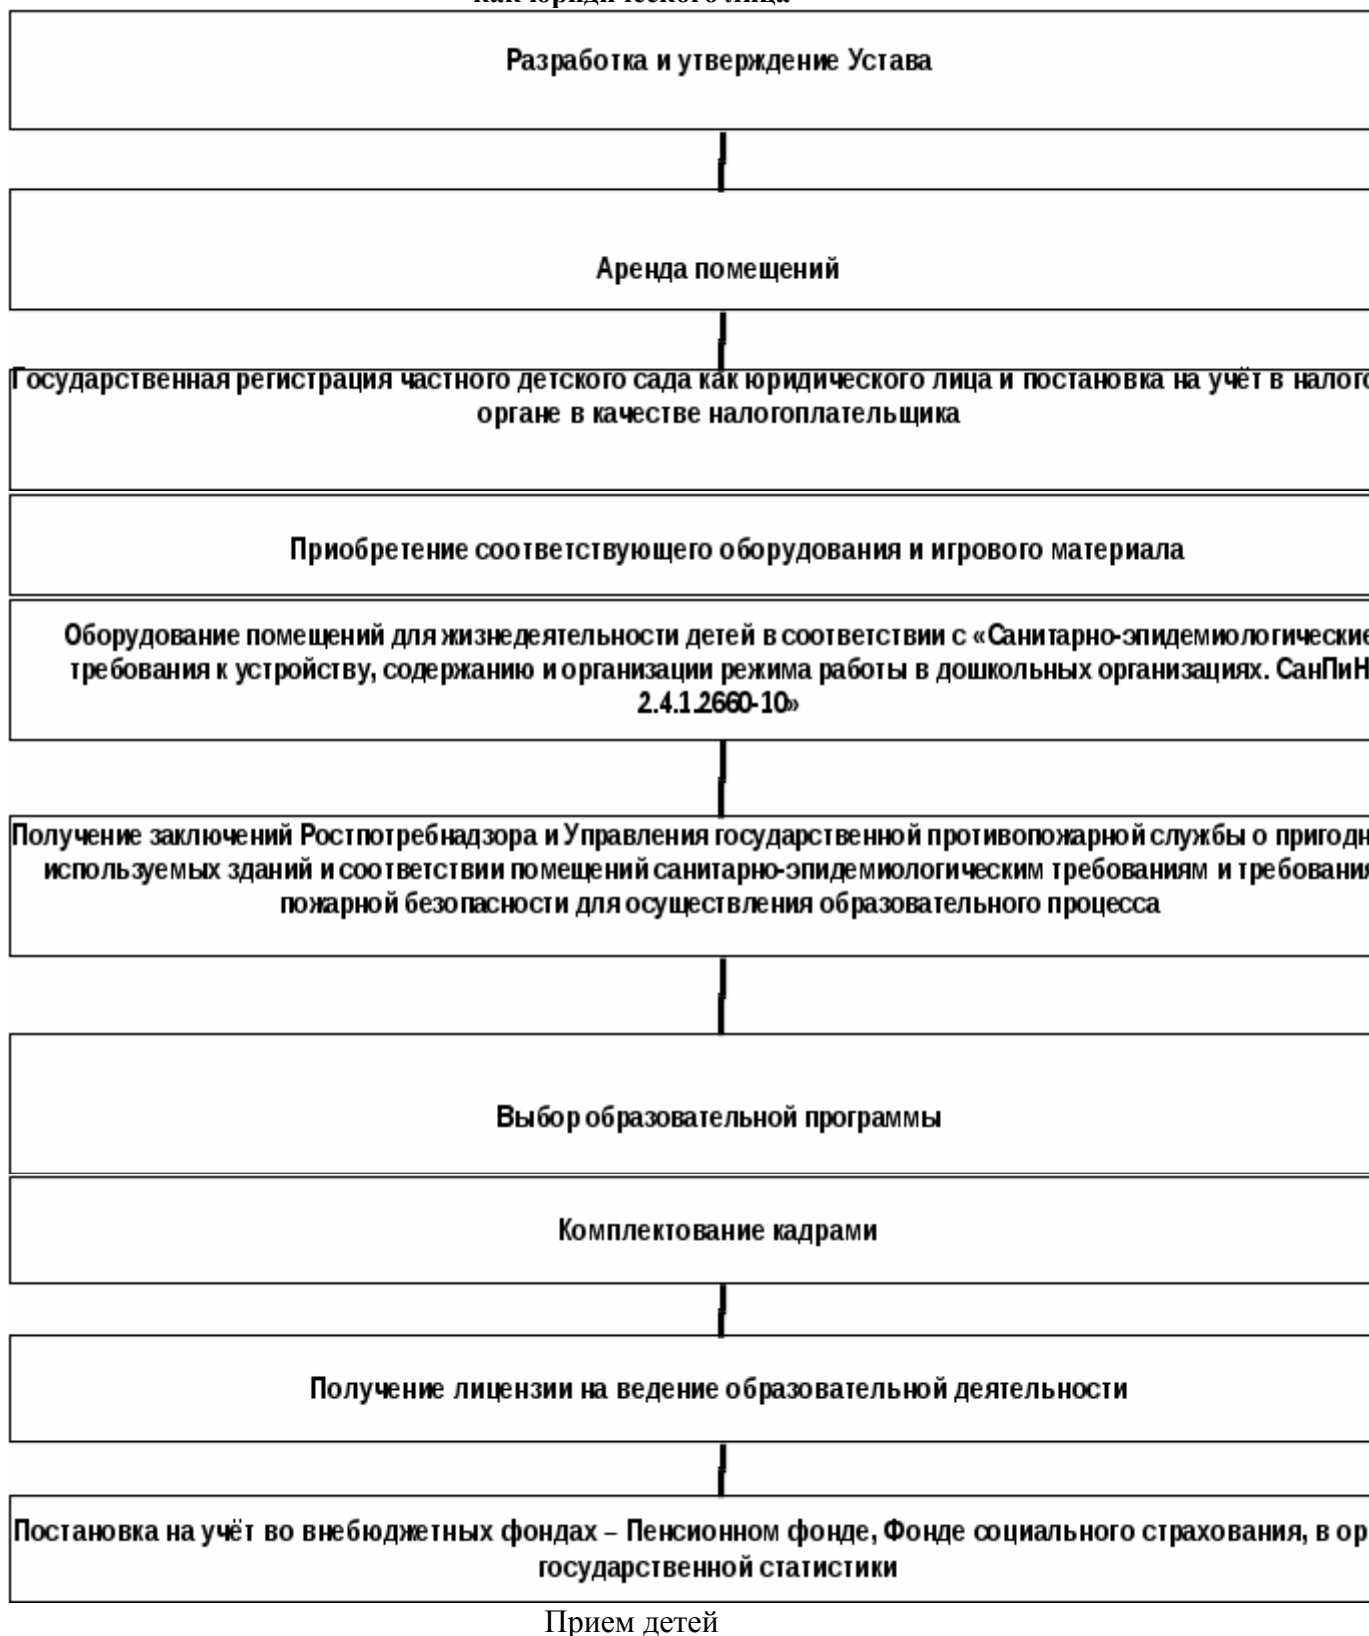 как юридического лица
Разработка и утверждение Устава
Аренда помещений
Государственная регистрация частного детского сада как юридического лица и постановка на учёт в налого
органе в качестве налогоплательщика
Приобретение соответствующего оборудования и игрового материала
Оборудование помещений для жизнедеятельности детей в соответствии с «Санитарно-эпидемиологические
требования к устройству, содержанию и организации режима работы в дошкольных организациях. СанПиН
2.4.1.2660-10»
Получение заключений Ростпотребнадзора и Управления государственной противопожарной службы о пригодн
используемых зданий и соответствии помещений санитарно-эпидемиологическим требованиям и требования
пожарной безопасности для осуществления образовательного процесса
Выбор образовательной программы
Комплектование кадрами
Получение лицензии на ведение образовательной деятельности
Постановка на учёт во внебюджетных фондах – Пенсионном фонде, Фонде социального страхования, в ор
государственной статистики
Прием детей